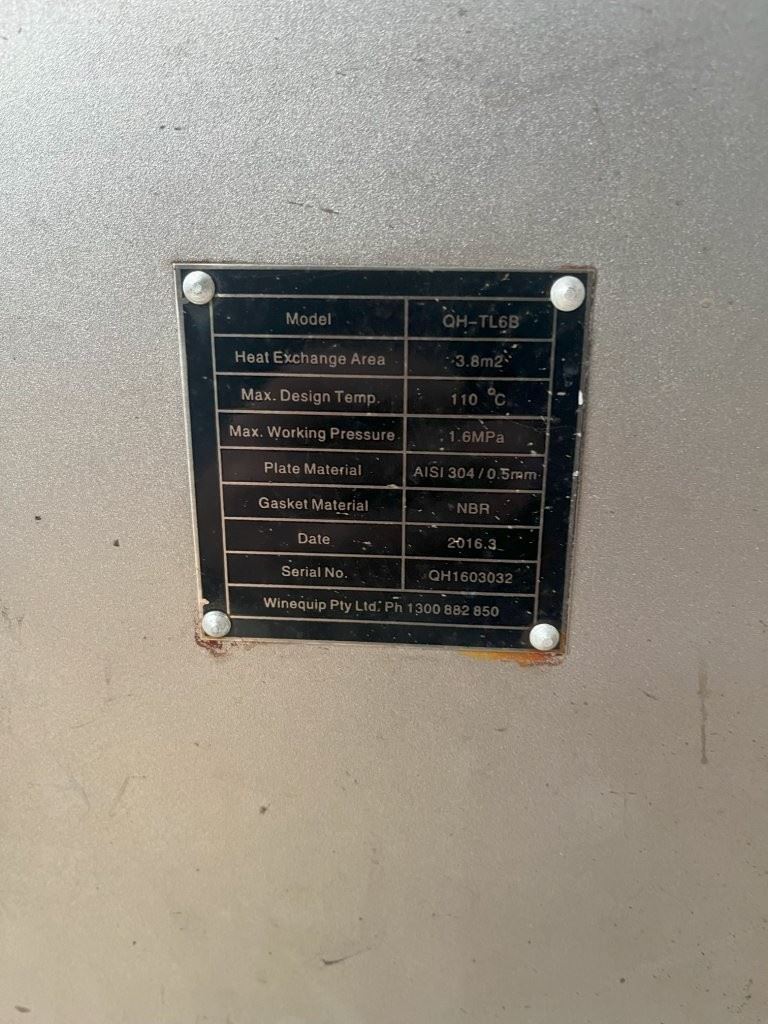 Model QH-TL6B
Heat Exchange Area 3.8m2
Max. Design Temp. 110 °C
Max. Working Pressure 1.6MPa
Plate Material AISI 304 / 0.5mm
Gasket Material NBR
Date 2016.3
Serial No. QH1603032
Winequip Pty Ltd. Ph 1300 882 850